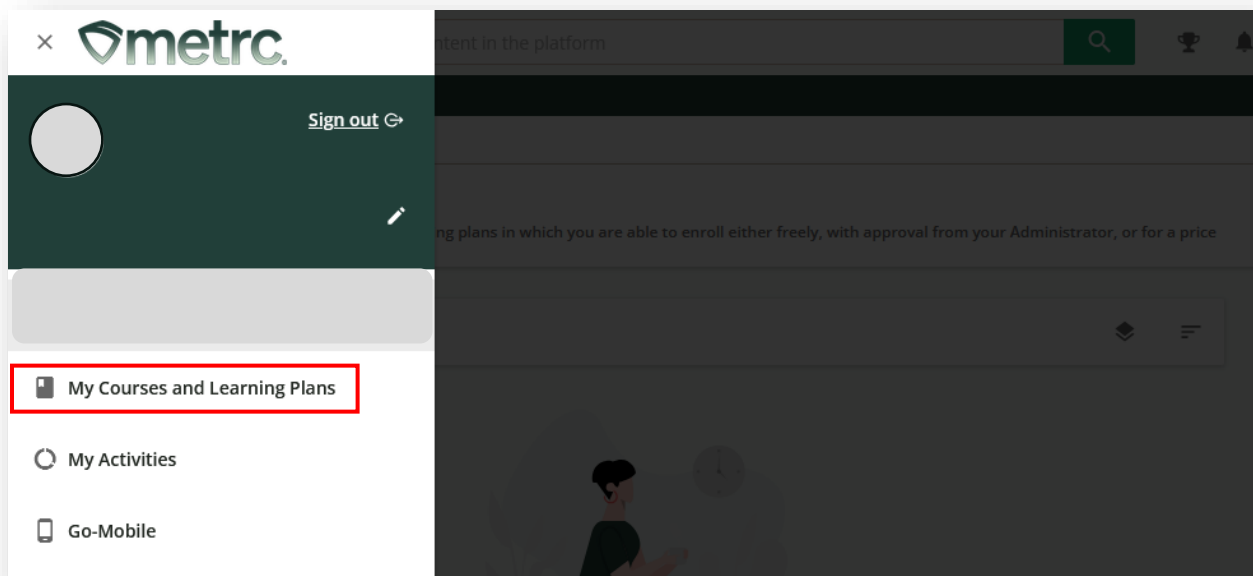 metrc.
ntent in the platform
Sign out
ng plans in which you are able to enroll either freely, with approval from your Administrator, or for a price
My Courses and Learning Plans
My Activities
Go-Mobile